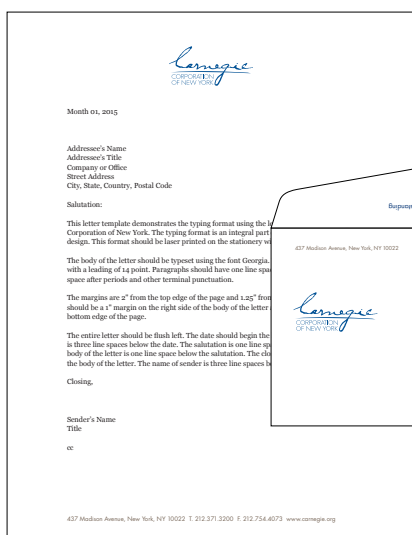 Carnegie
CORPORATION
OF NEW YORK
Month 01, 2015
Addressee's Name
Addressee's Title
Company or Office
Street Address
City, State, Country, Postal Code
Salutation:
This letter template demonstrates the typing format using the
Corporation of New York. The typing format is an integral part
design. This format should be laser printed on the stationery
The body of the letter should be typeset using the font Georgia.
with a leading of 14 point. Paragraphs should have one line
space after periods and other terminal punctuation.
The margins are 2" from the top edge of the page and 1.25" from
should be a 1" margin on the right side of the body of the letter
bottom edge of the page.
The entire letter should be flush left. The date should begin the
is three line spaces below the date. The salutation is one line
body of the letter is one line space below the salutation. The
the body of the letter. The name of sender is three line spaces
Closing,
Sender's Name
Title
cc
437 Madison Avenue, New York, NY 10022 T. 212.371.3200 F. 212.754.4073 www.carnegie.org
437 Madison Avenue, New York, NY 10022
Carnegie
CORPORATION
OF NEW YORK